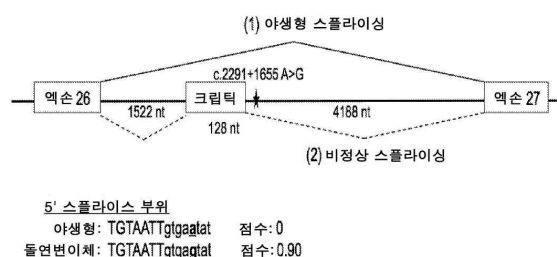 (1) 야생형 스플라이싱
c.2291+1655 A>G
엑손 26
크립틱
엑손 27
1522 nt
4188 nt
128 nt
(2) 비정상 스플라이싱
5' 스플라이스 부위
야생형: TGTAATTgtgaatat 점수: 0
돌연변이체: TGTAATTgtgagtat 점수: 0.90